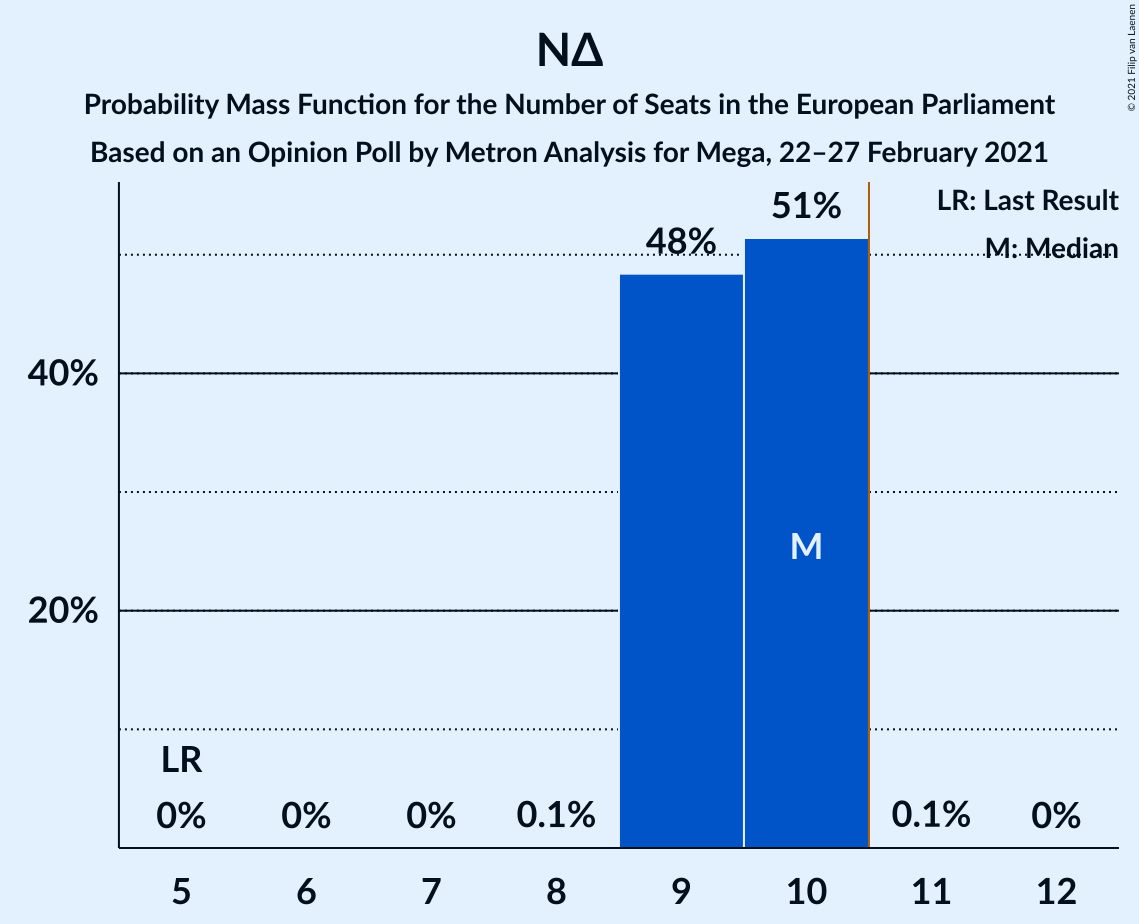 ΝΔ
Probability Mass Function for the Number of Seats in the European Parliament
Based on an Opinion Poll by Metron Analysis for Mega, 22–27 February 2021
© 2021 Filip van Laenen
LR: Last Result
M: Median
51%
48%
40%
20%
M
LR
0%
0%
0%
0.1%
0.1%
0%
5
6
7
8
9
10
11
12